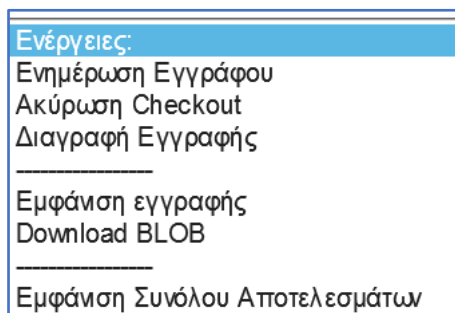 Ενέργειες:
Ενημέρωση Εγγράφου
Ακύρωση Checkout
Διαγραφή Εγγραφής
-----------------
Εμφάνιση εγγραφής
Download BLOB
-----------------
Εμφάνιση Συνόλου Αποτελεσμάτων